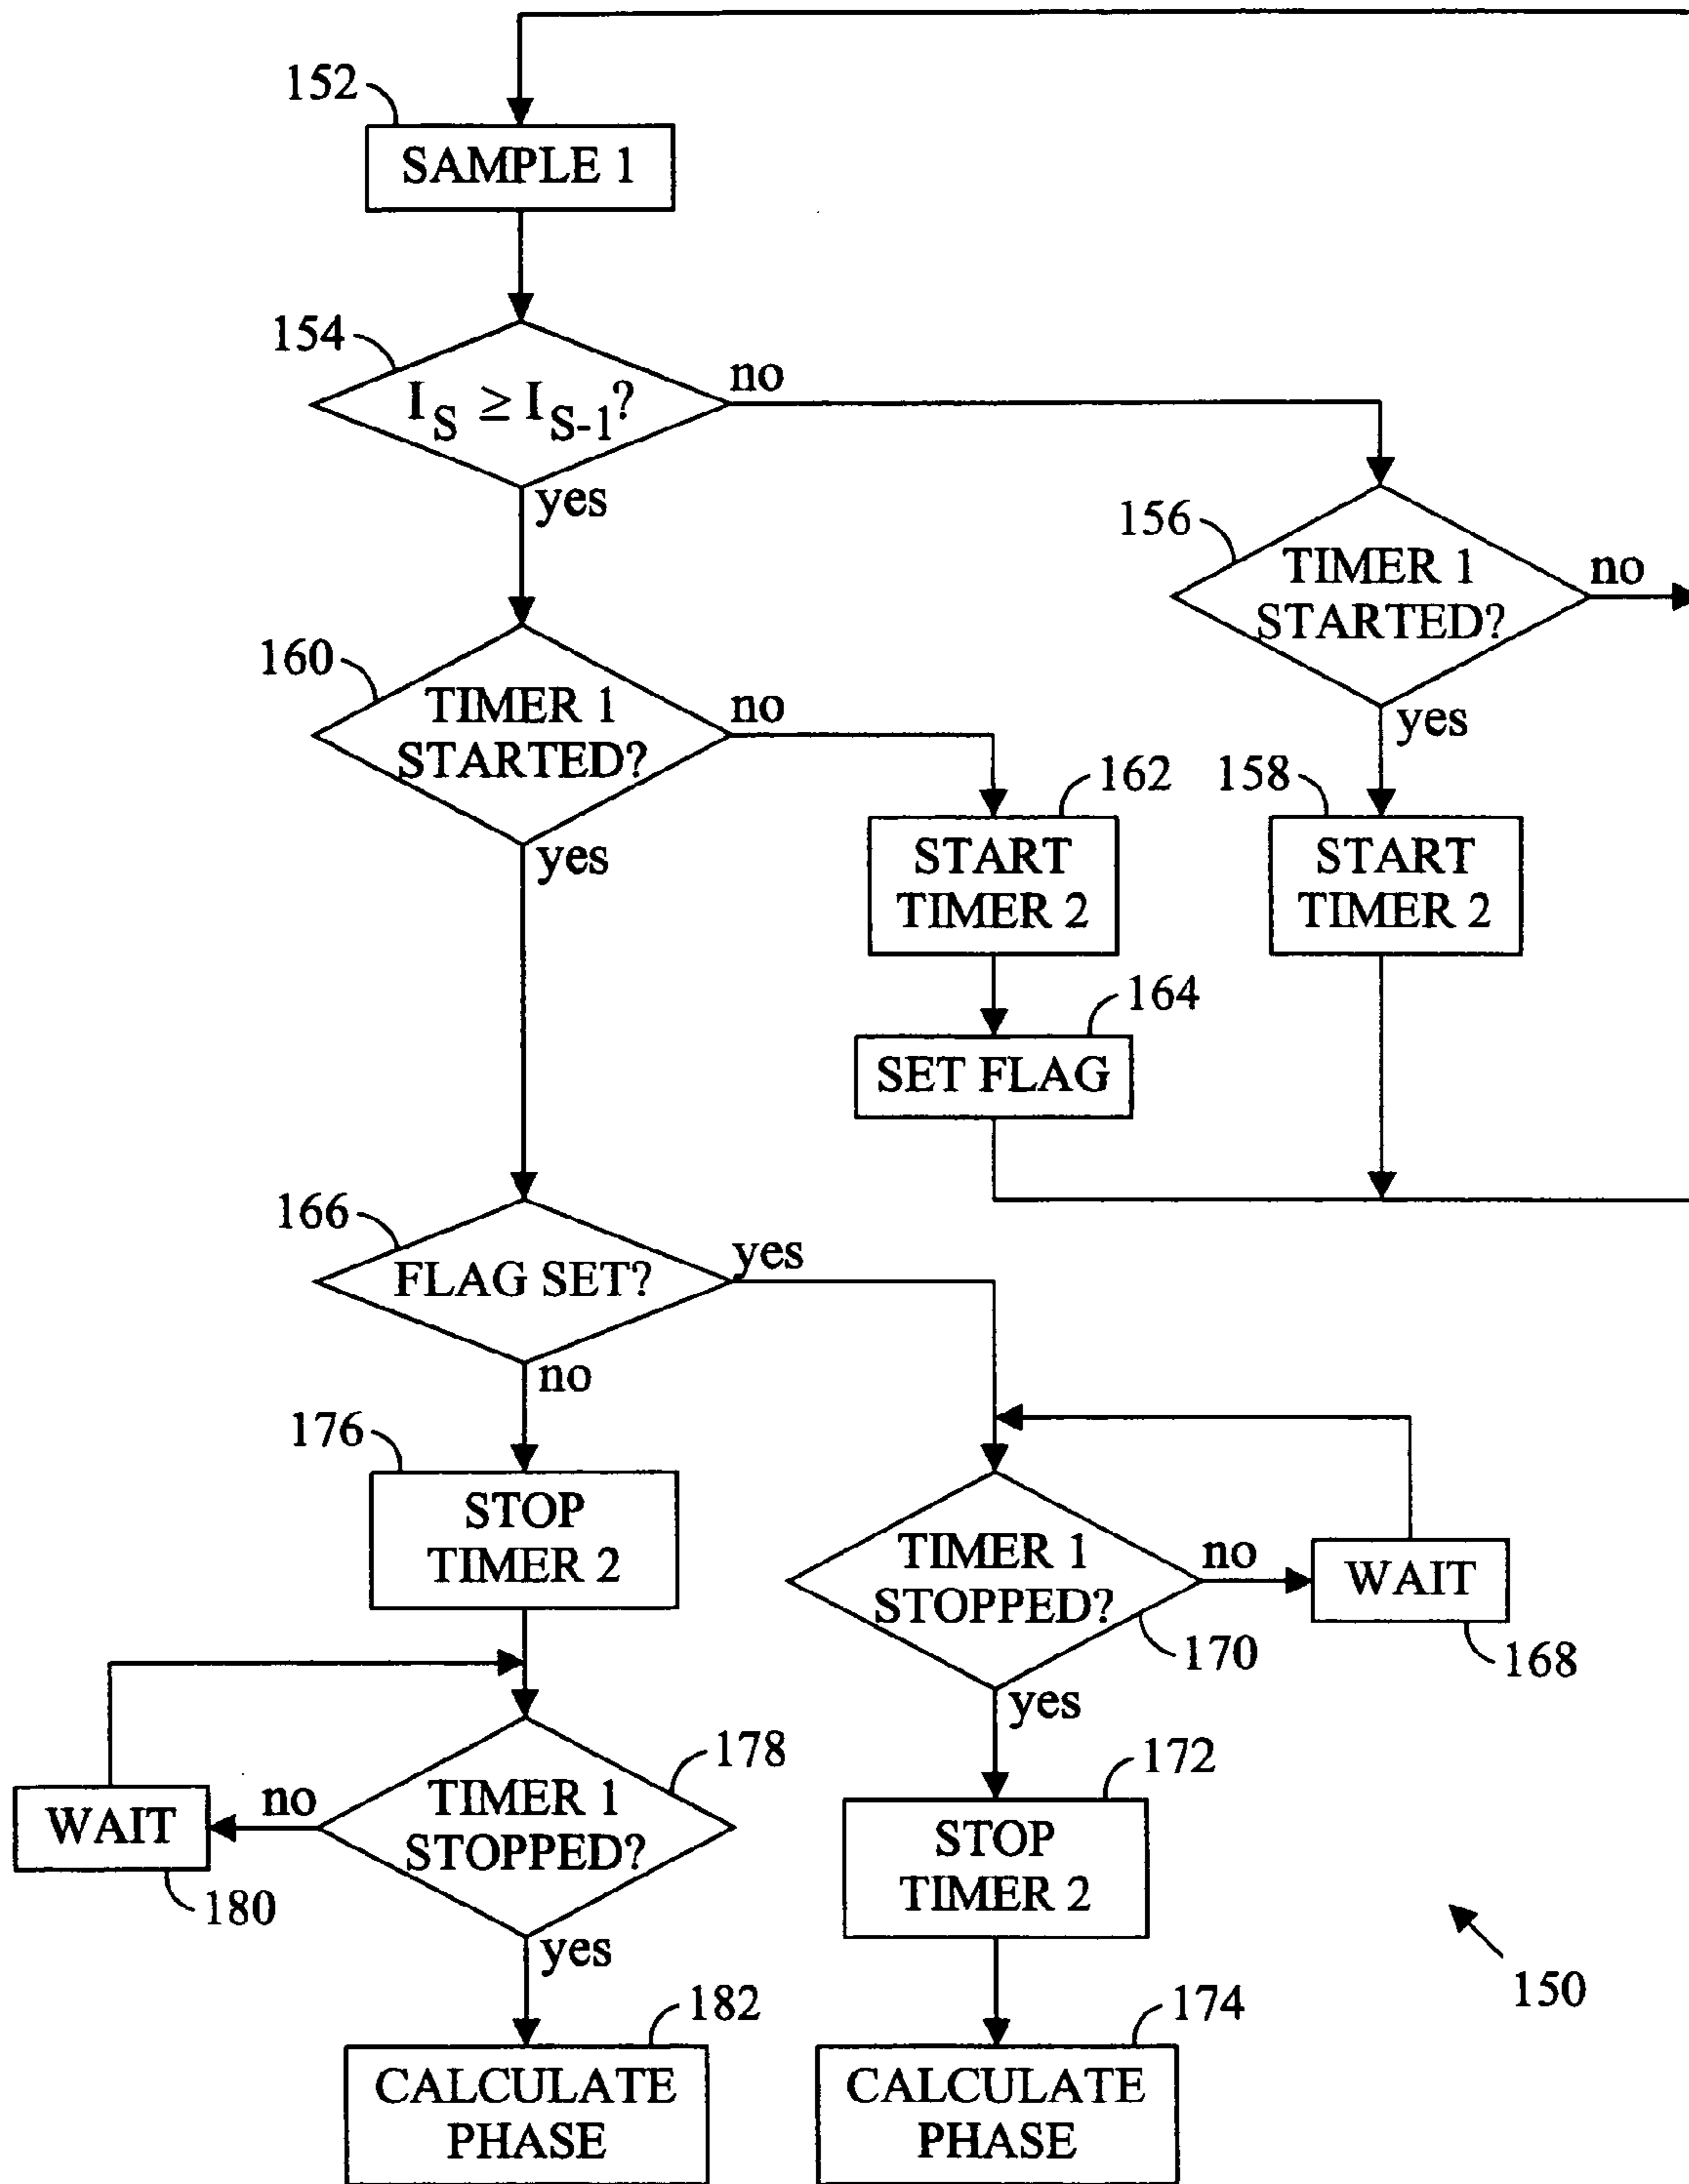 152
SAMPLE 1
154
I_S ≥ I_S-1?
no
yes
156
TIMER 1
STARTED?
no
yes
160
TIMER 1
STARTED?
no
yes
162
START
TIMER 2
158
START
TIMER 2
164
SET FLAG
166
FLAG SET?
yes
no
176
STOP
TIMER 2
TIMER 1
STOPPED?
no
WAIT
170
168
yes
178
TIMER 1
STOPPED?
no
WAIT
180
yes
172
STOP
TIMER 2
150
182
CALCULATE
PHASE
174
CALCULATE
PHASE